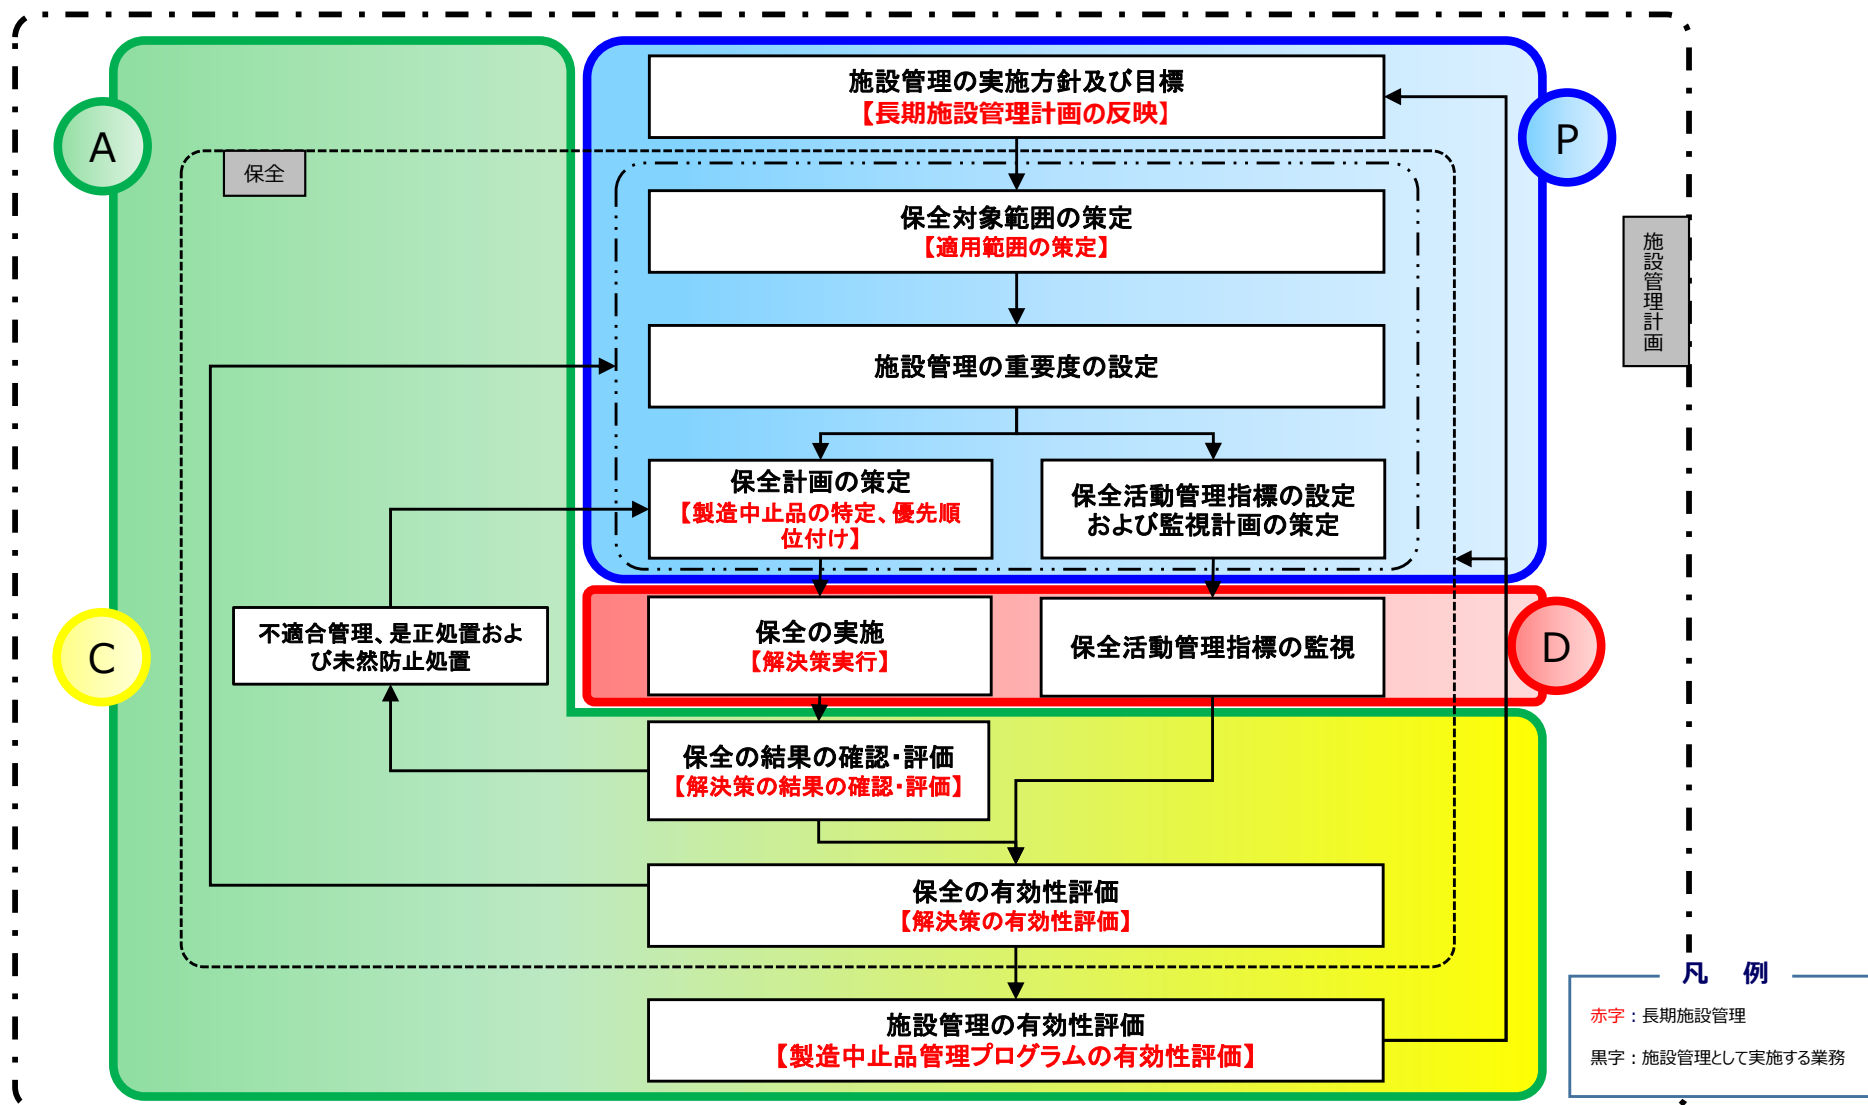 施設管理の実施方針及び目標
【長期施設管理計画の反映】
A
P
保全
保全対象範囲の策定
【適用範囲の策定】
施設管理計画
施設管理の重要度の設定
保全計画の策定
【製造中止品の特定、優先順
位付け】
保全活動管理指標の設定
および監視計画の策定
C
不適合管理、是正処置およ
び未然防止処置
保全の実施
【解決策実行】
保全活動管理指標の監視
D
保全の結果の確認・評価
【解決策の結果の確認・評価】
保全の有効性評価
【解決策の有効性評価】
施設管理の有効性評価
【製造中止品管理プログラムの有効性評価】
凡　例
赤字：長期施設管理
黒字：施設管理として実施する業務